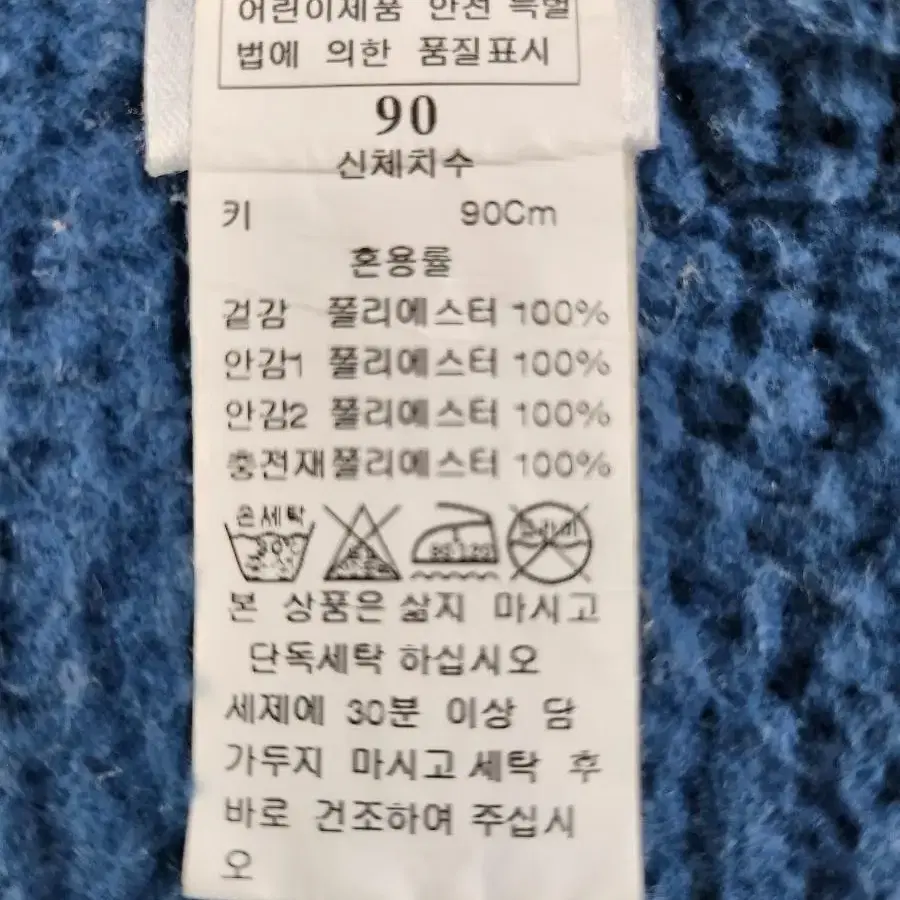 어린이제품 안전 특별
법에 의한 품질표시
90
신체치수
키 90Cm
혼용률
겉감 폴리에스터 100%
안감1 폴리에스터 100%
안감2 폴리에스터 100%
충전재폴리에스터 100%
손세탁
본 상품은 삶지 마시고
단독세탁 하십시오
세제에 30분 이상 담
가두지 마시고 세탁 후
바로 건조하여 주십시
오